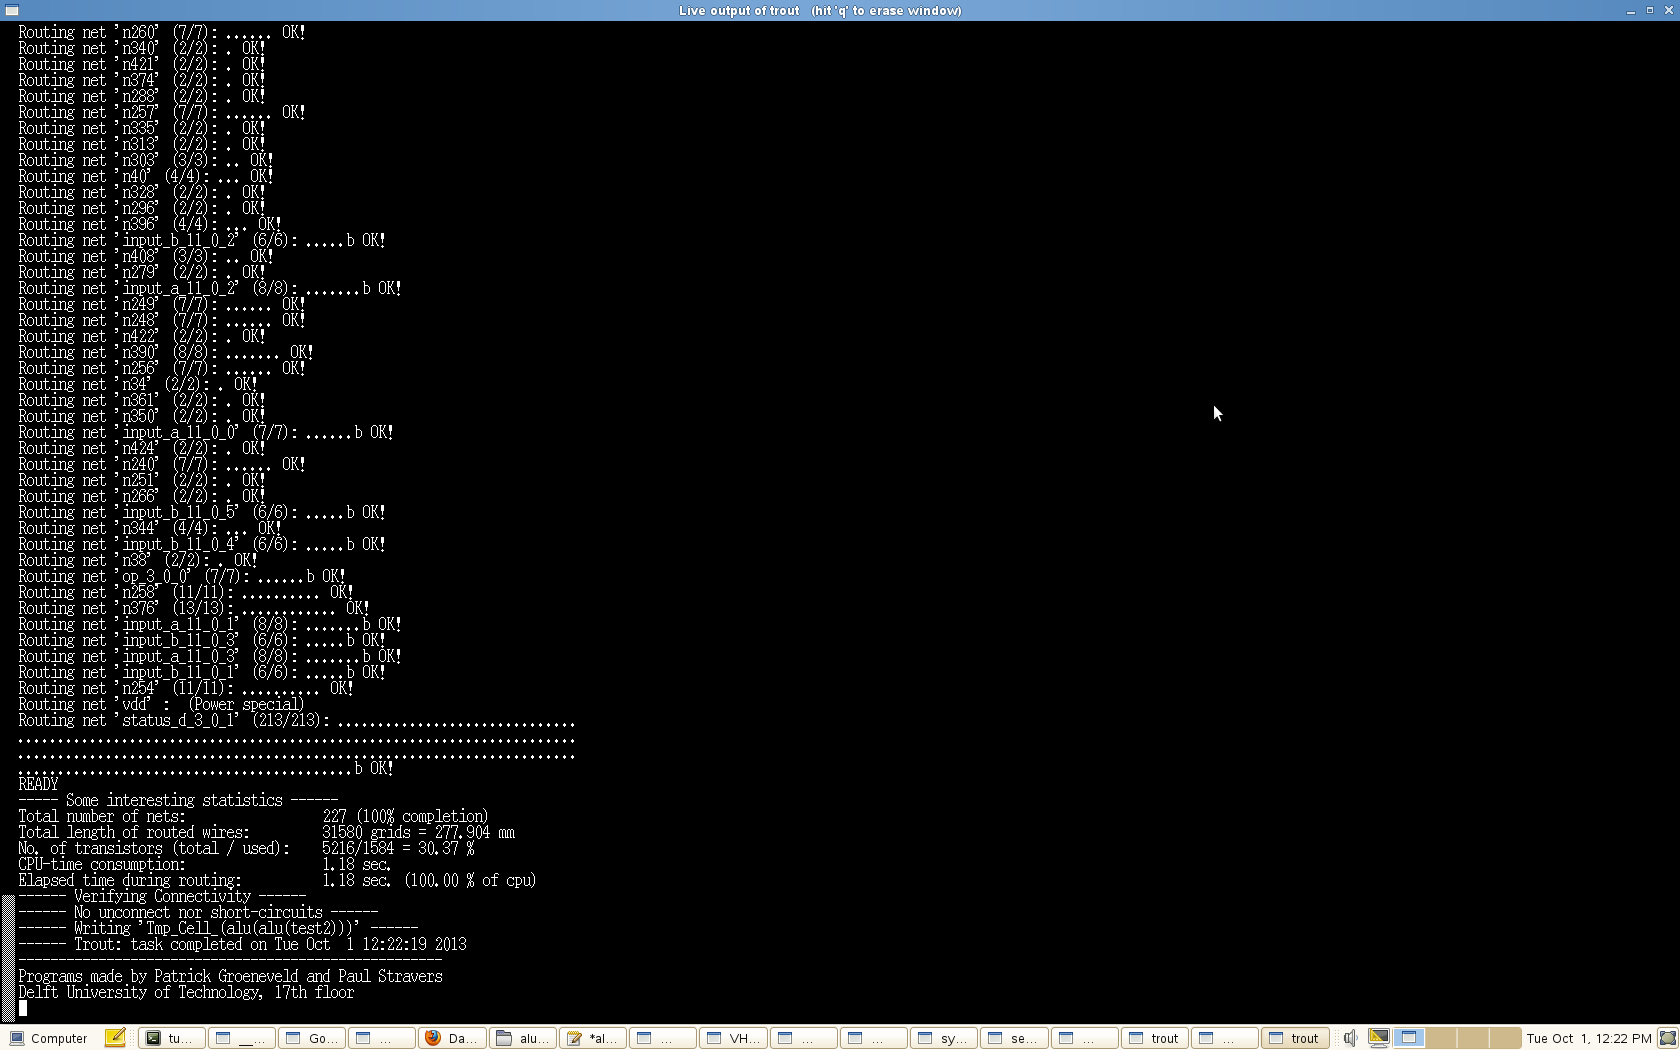 Live output of trout   (hit 'q' to erase window)
Routing net 'n260' (7/7): ...... OK!
Routing net 'n340' (2/2): . OK!
Routing net 'n421' (2/2): . OK!
Routing net 'n374' (2/2): . OK!
Routing net 'n288' (2/2): . OK!
Routing net 'n257' (7/7): ...... OK!
Routing net 'n335' (2/2): . OK!
Routing net 'n313' (2/2): . OK!
Routing net 'n303' (3/3): .. OK!
Routing net 'n40' (4/4): ... OK!
Routing net 'n328' (2/2): . OK!
Routing net 'n296' (2/2): . OK!
Routing net 'n396' (4/4): ... OK!
Routing net 'input_b_11_0_2' (6/6): .....b OK!
Routing net 'n408' (3/3): .. OK!
Routing net 'n279' (2/2): . OK!
Routing net 'input_a_11_0_2' (8/8): .......b OK!
Routing net 'n249' (7/7): ...... OK!
Routing net 'n248' (7/7): ...... OK!
Routing net 'n422' (2/2): . OK!
Routing net 'n390' (8/8): ....... OK!
Routing net 'n256' (7/7): ...... OK!
Routing net 'n34' (2/2): . OK!
Routing net 'n361' (2/2): . OK!
Routing net 'n350' (2/2): . OK!
Routing net 'input_a_11_0_0' (7/7): ......b OK!
Routing net 'n424' (2/2): . OK!
Routing net 'n240' (7/7): ...... OK!
Routing net 'n251' (2/2): . OK!
Routing net 'n266' (2/2): . OK!
Routing net 'input_b_11_0_5' (6/6): .....b OK!
Routing net 'n344' (4/4): ... OK!
Routing net 'input_b_11_0_4' (6/6): .....b OK!
Routing net 'n38' (2/2): . OK!
Routing net 'op_3_0_0' (7/7): ......b OK!
Routing net 'n258' (11/11): .......... OK!
Routing net 'n376' (13/13): ............ OK!
Routing net 'input_a_11_0_1' (8/8): .......b OK!
Routing net 'input_b_11_0_3' (6/6): .....b OK!
Routing net 'input_a_11_0_3' (8/8): .......b OK!
Routing net 'input_b_11_0_1' (6/6): .....b OK!
Routing net 'n254' (11/11): .......... OK!
Routing net 'vdd' :  (Power special)
Routing net 'status_d_3_0_1' (213/213): ..............................
......................................................................
......................................................................
..........................................b OK!
READY
----- Some interesting statistics ------
Total number of nets:                 227 (100% completion)
Total length of routed wires:         31580 grids = 277.904 mm
No. of transistors (total / used):    5216/1584 = 30.37 %
CPU-time consumption:                 1.18 sec.
Elapsed time during routing:          1.18 sec. (100.00 % of cpu)
------ Verifying Connectivity ------
------ No unconnect nor short-circuits ------
------ Writing 'Tmp_Cell_(alu(alu(test2)))' ------
------ Trout: task completed on Tue Oct  1 12:22:19 2013
-----------------------------------------------------
Programs made by Patrick Groeneveld and Paul Stravers
Delft University of Technology, 17th floor
Computer tu... __... Go... ... Da... alu... *al... ... VH... ... ... sy... se... ... trout ... trout Tue Oct 1, 12:22 PM